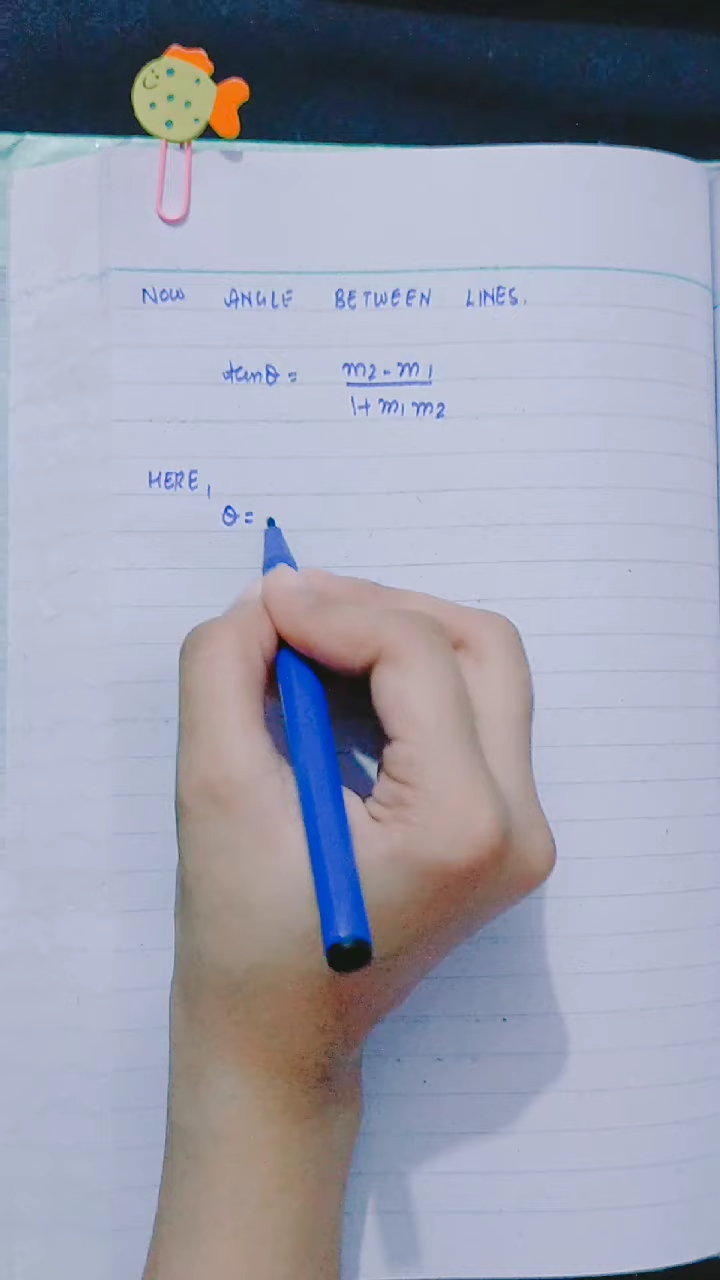 NOW ANGLE BETWEEN LINES.
tanθ = m2 - m1
1 + m1 m2
HERE,
θ =